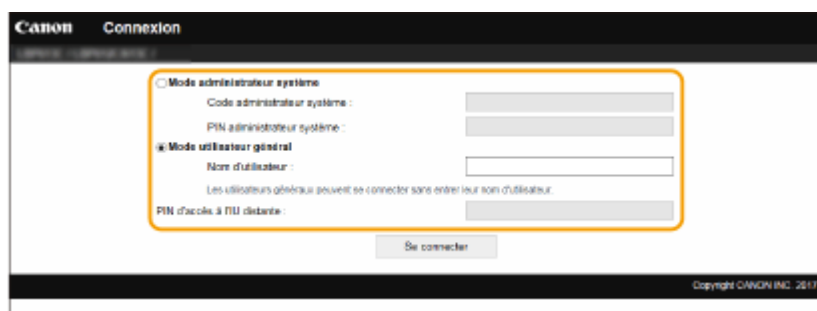 Canon Connexion
Mode administrateur système
Code administrateur système :
PIN administrateur système :
Mode utilisateur général
Nom d'utilisateur :
Les utilisateurs généraux peuvent se connecter sans entrer leur nom d'utilisateur.
PIN d'accès à l'IU distante :
Se connecter
Copyright CANON INC. 2017